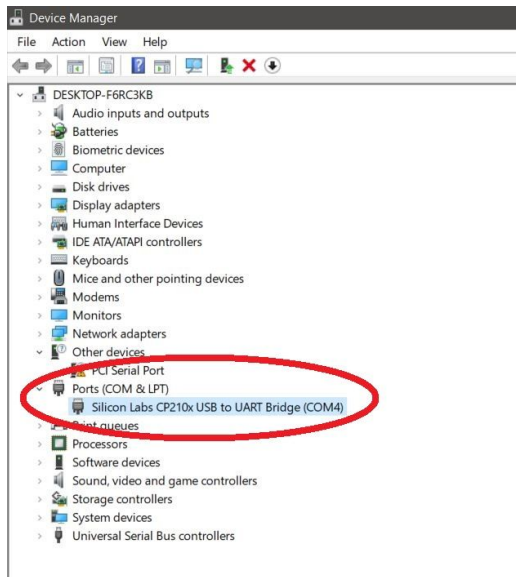 Device Manager
File Action View Help
DESKTOP-F6RC3KB
Audio inputs and outputs
Batteries
Biometric devices
Computer
Disk drives
Display adapters
Human Interface Devices
IDE ATA/ATAPI controllers
Keyboards
Mice and other pointing devices
Modems
Monitors
Network adapters
Other devices
PCI Serial Port
Ports (COM & LPT)
Silicon Labs CP210x USB to UART Bridge (COM4)
Print queues
Processors
Software devices
Sound, video and game controllers
Storage controllers
System devices
Universal Serial Bus controllers